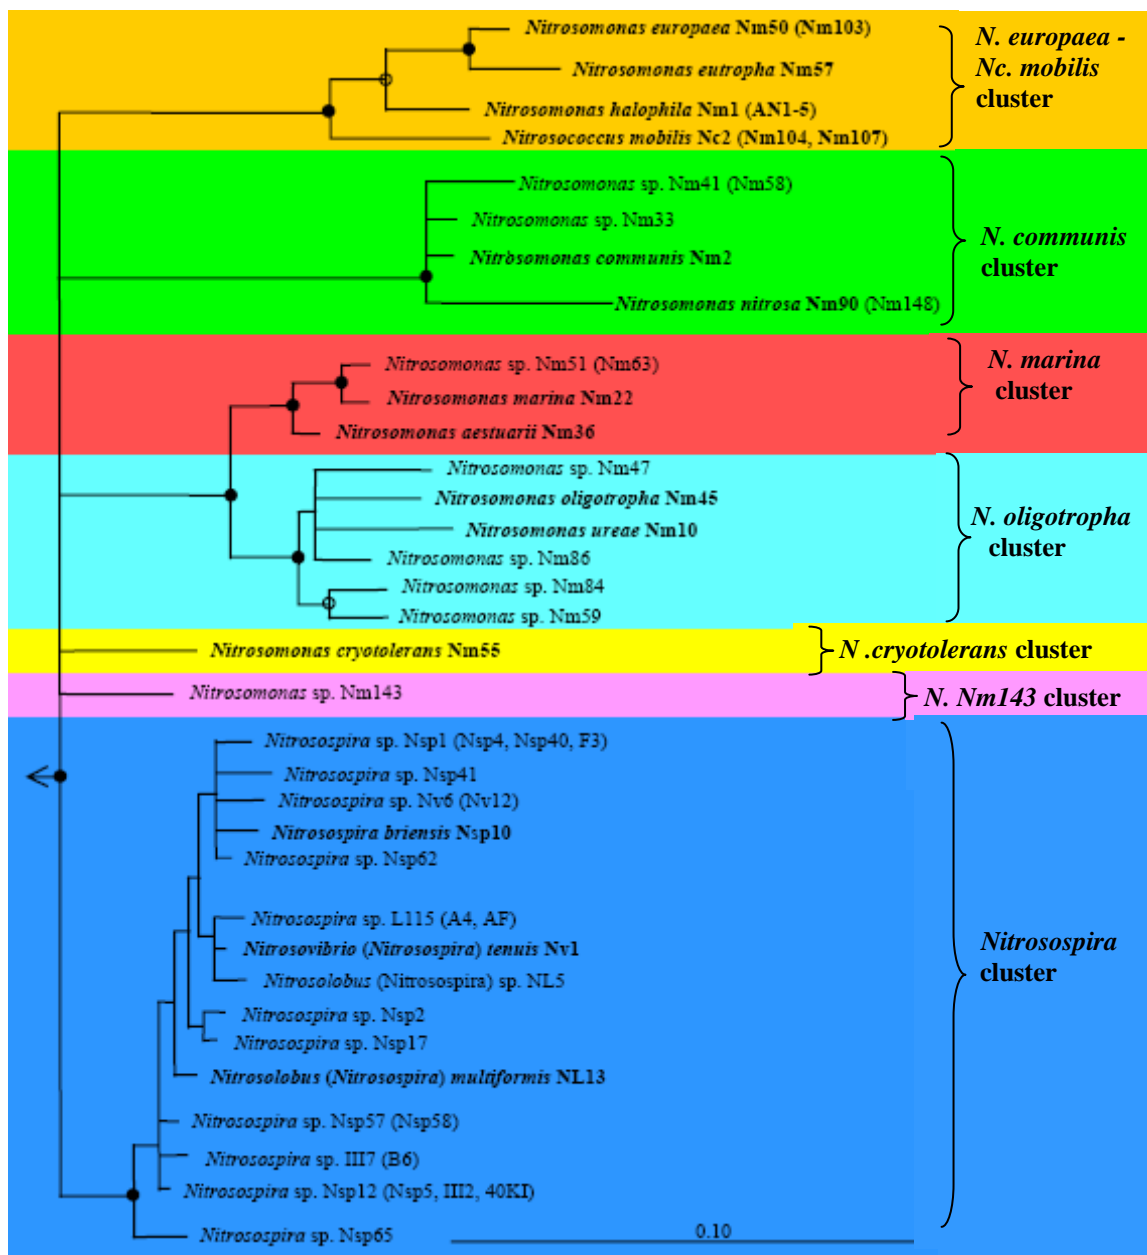 Nitrosomonas europaea Nm50 (Nm103)
Nitrosomonas eutropha Nm57
Nitrosomonas halophila Nm1 (AN1-5)
Nitrosococcus mobilis Nc2 (Nm104, Nm107)
N. europaea -
Nc. mobilis
cluster
Nitrosomonas sp. Nm41 (Nm58)
Nitrosomonas sp. Nm33
Nitrosomonas communis Nm2
Nitrosomonas nitrosa Nm90 (Nm148)
N. communis
cluster
Nitrosomonas sp. Nm51 (Nm63)
Nitrosomonas marina Nm22
Nitrosomonas aestuarii Nm36
N. marina
cluster
Nitrosomonas sp. Nm47
Nitrosomonas oligotropha Nm45
Nitrosomonas ureae Nm10
Nitrosomonas sp. Nm86
Nitrosomonas sp. Nm84
Nitrosomonas sp. Nm59
N. oligotropha
cluster
Nitrosomonas cryotolerans Nm55
N .cryotolerans cluster
Nitrosomonas sp. Nm143
N. Nm143 cluster
Nitrosospira sp. Nsp1 (Nsp4, Nsp40, F3)
Nitrosospira sp. Nsp41
Nitrosospira sp. Nv6 (Nv12)
Nitrosospira briensis Nsp10
Nitrosospira sp. Nsp62
Nitrosospira sp. L115 (A4, AF)
Nitrosovibrio (Nitrosospira) tenuis Nv1
Nitrosolobus (Nitrosospira) sp. NL5
Nitrosospira sp. Nsp2
Nitrosospira sp. Nsp17
Nitrosolobus (Nitrosospira) multiformis NL13
Nitrosospira sp. Nsp57 (Nsp58)
Nitrosospira sp. III7 (B6)
Nitrosospira sp. Nsp12 (Nsp5, III2, 40KI)
Nitrosospira sp. Nsp65
Nitrosospira
cluster
0.10